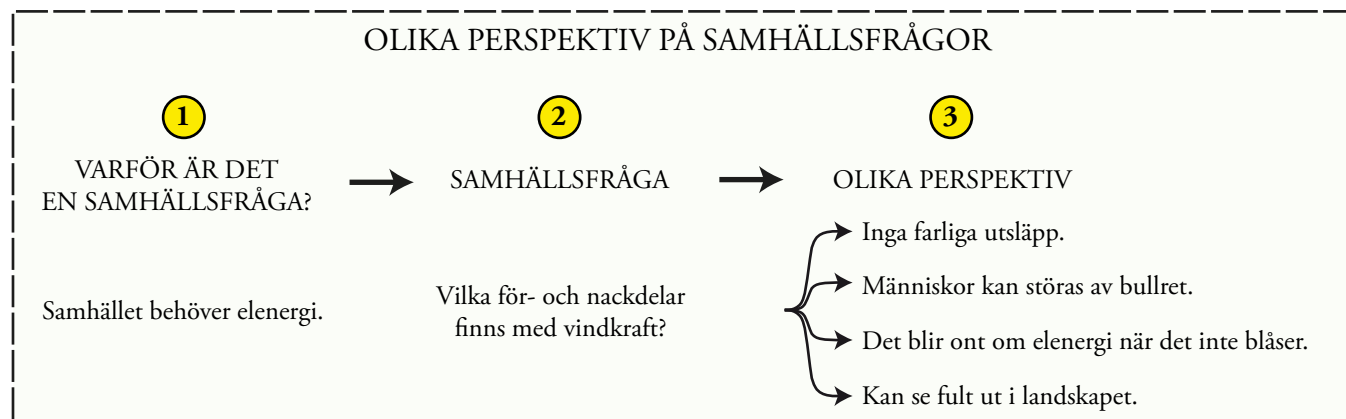 OLIKA PERSPEKTIV PÅ SAMHÄLLSFRÅGOR
1
VARFÖR ÄR DET
EN SAMHÄLLSFRÅGA?
Samhället behöver elenergi.
2
SAMHÄLLSFRÅGA
Vilka för- och nackdelar
finns med vindkraft?
3
OLIKA PERSPEKTIV
Inga farliga utsläpp.
Människor kan störas av bullret.
Det blir ont om elenergi när det inte blåser.
Kan se fult ut i landskapet.